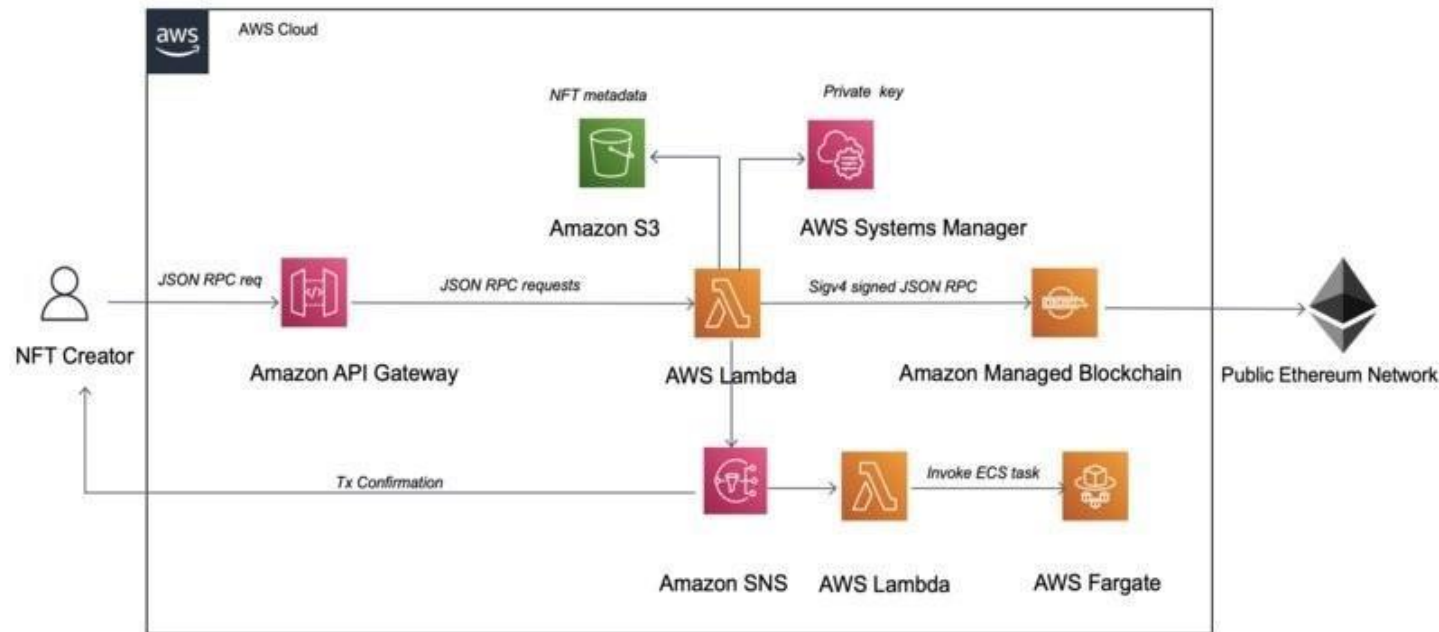 aws
AWS Cloud
NFT metadata
Private key
Amazon S3
AWS Systems Manager
JSON RPC req
JSON RPC requests
Sigv4 signed JSON RPC
NFT Creator
Amazon API Gateway
AWS Lambda
Amazon Managed Blockchain
Public Ethereum Network
Tx Confirmation
Invoke ECS task
Amazon SNS
AWS Lambda
AWS Fargate